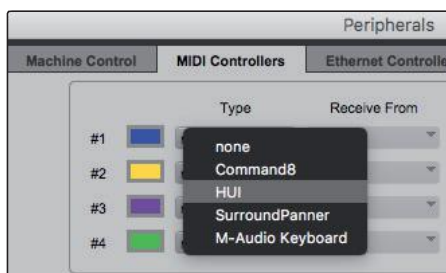 Peripherals
Machine Control MIDI Controllers Ethernet Controlle
Type Receive From
#1
none
Command8
#2
HUI
#3
SurroundPanner
#4
M-Audio Keyboard